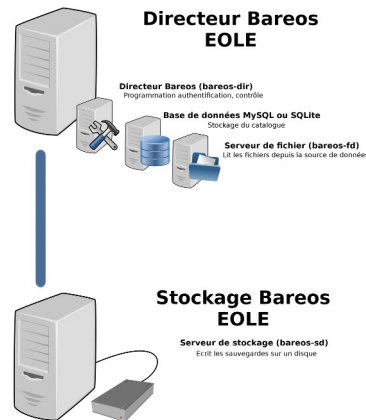 Directeur Bareos
EOLE
Directeur Bareos (bareos-dir)
Programmation authentification, contrôle
Base de données MySQL ou SQLite
Stockage du catalogue
Serveur de fichier (bareos-fd)
Lit les fichiers depuis la source de données
Stockage Bareos
EOLE
Serveur de stockage (bareos-sd)
Ecrit les sauvegardes sur un disque